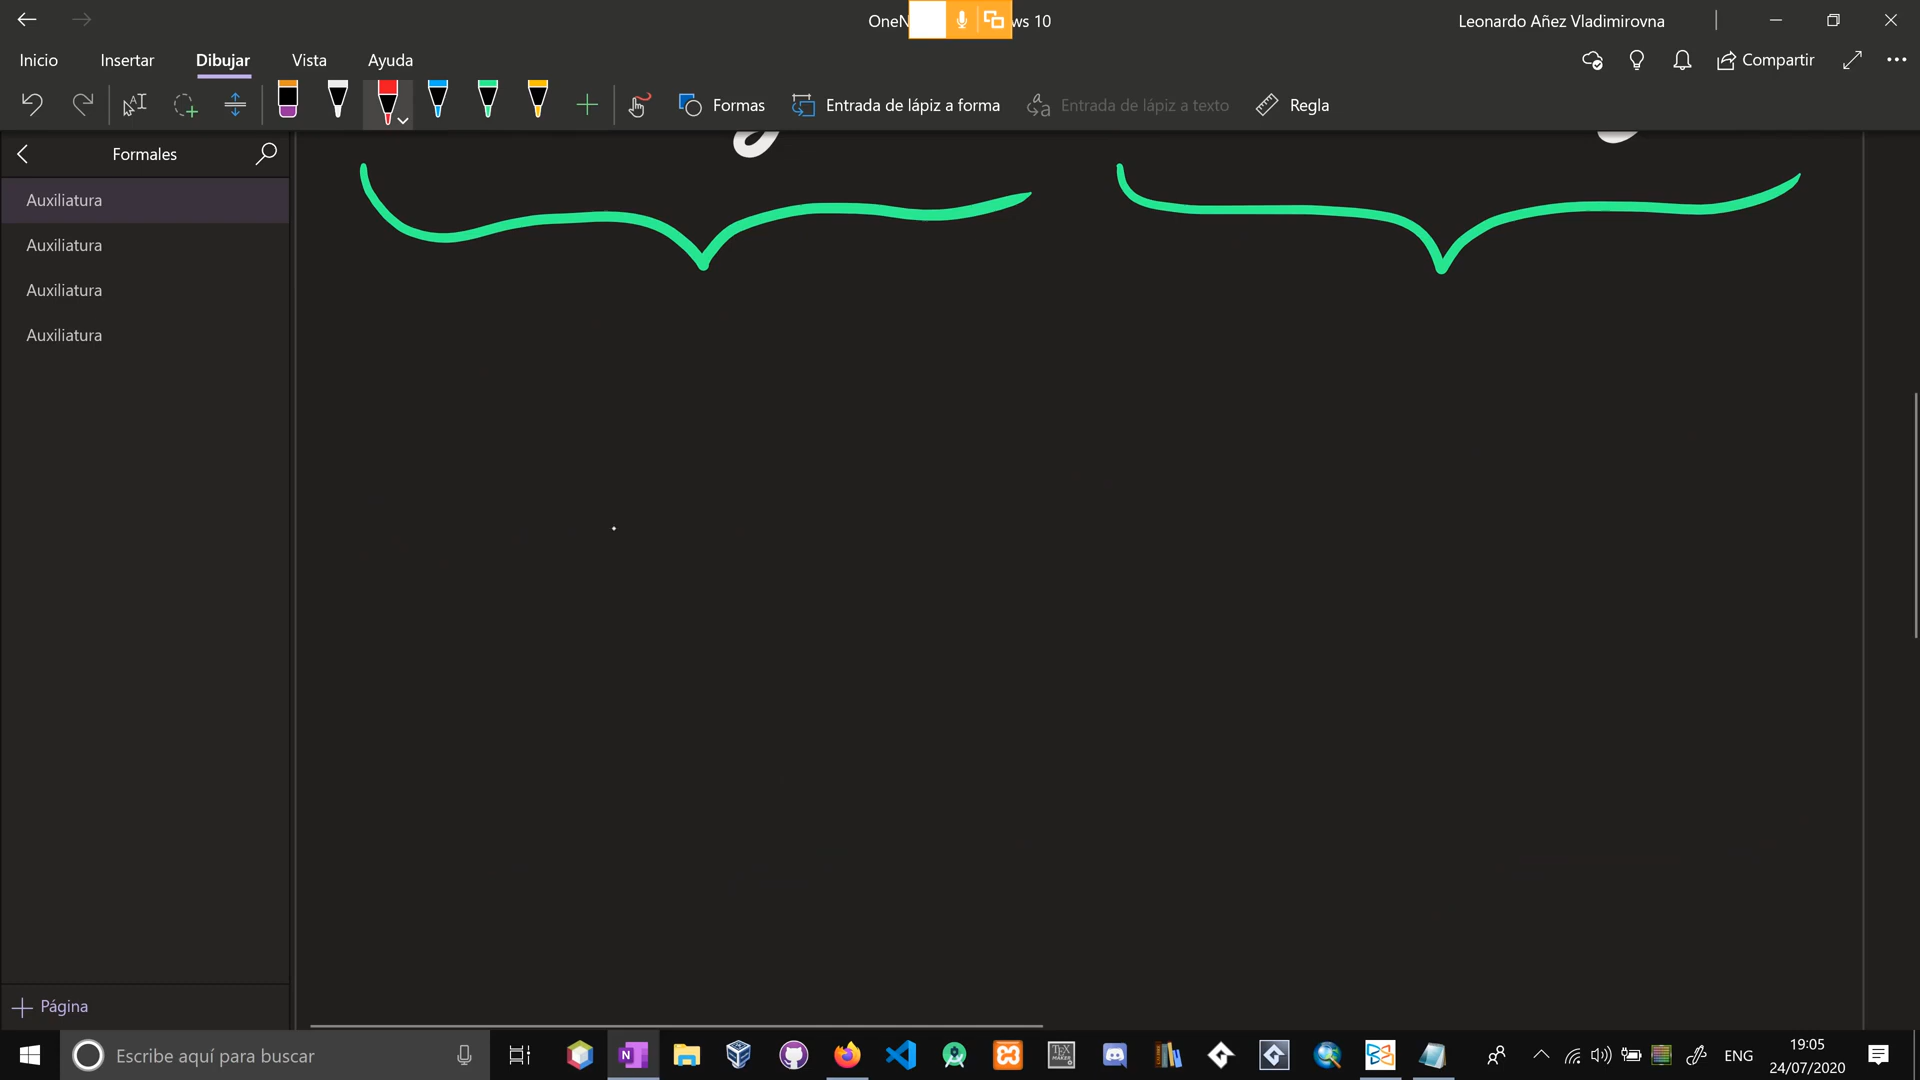 OneN
ws 10
Leonardo Añez Vladimirovna
Inicio
Insertar
Dibujar
Vista
Ayuda
Compartir
Formas
Entrada de lápiz a forma
Entrada de lápiz a texto
Regla
Formales
Auxiliatura
Auxiliatura
Auxiliatura
Auxiliatura
Página
Escribe aquí para buscar
ENG
19:05
24/07/2020